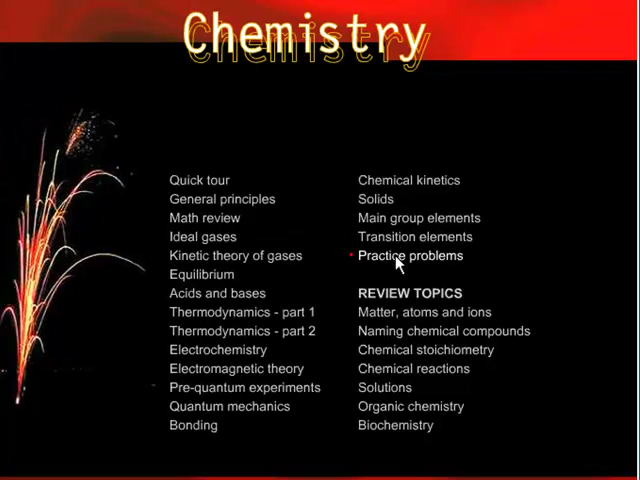 Chemistry
Quick tour
General principles
Math review
Ideal gases
Kinetic theory of gases
Equilibrium
Acids and bases
Thermodynamics - part 1
Thermodynamics - part 2
Electrochemistry
Electromagnetic theory
Pre-quantum experiments
Quantum mechanics
Bonding
Chemical kinetics
Solids
Main group elements
Transition elements
Practice problems
REVIEW TOPICS
Matter, atoms and ions
Naming chemical compounds
Chemical stoichiometry
Chemical reactions
Solutions
Organic chemistry
Biochemistry